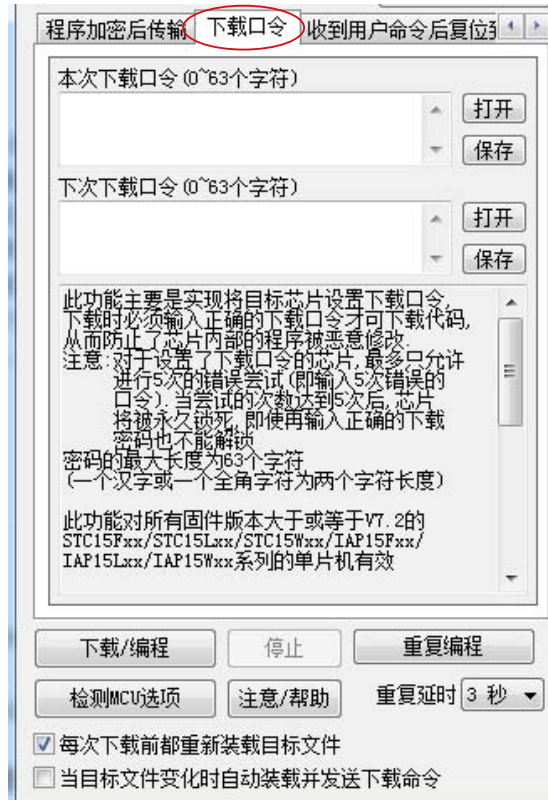 程序加密后传输 下载口令 收到用户命令后复位到
本次下载口令(0~63个字符)
打开
保存
下次下载口令(0~63个字符)
打开
保存
此功能主要是实现将目标芯片设置下载口令,
下载时必须输入正确的下载口令才可下载代码,
从而防止了芯片内部的程序被恶意修改.
注意:对于设置了下载口令的芯片,最多只允许
进行5次的错误尝试(即输入5次错误的
口令).当尝试的次数达到5次后,芯片
将被永久锁死,即使再输入正确的下载
密码也不能解锁
密码的最大长度为63个字符
(一个汉字或一个全角字符为两个字符长度)
此功能对所有固件版本大于或等于V7.2的
STC15Fxx/STC15Lxx/STC15Wxx/IAP15Fxx/
IAP15Lxx/IAP15Wxx系列的单片机有效
下载/编程 停止 重复编程
检测MCU选项 注意/帮助 重复延时 3 秒
每次下载前都重新装载目标文件
当目标文件变化时自动装载并发送下载命令